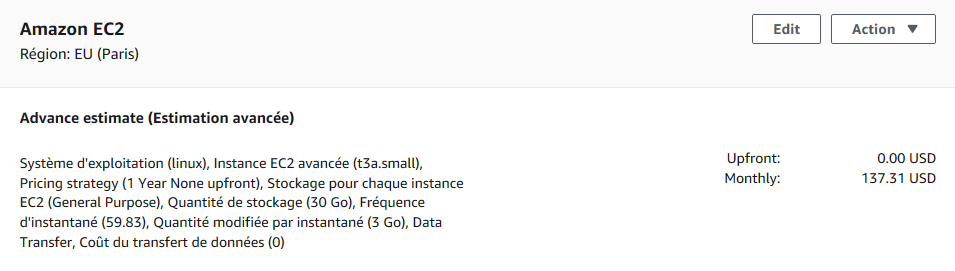 Amazon EC2
Edit
Action
Région: EU (Paris)
Advance estimate (Estimation avancée)
Système d'exploitation (linux), Instance EC2 avancée (t3a.small),
Pricing strategy (1 Year None upfront), Stockage pour chaque instance
EC2 (General Purpose), Quantité de stockage (30 Go), Fréquence
d'instantané (59.83), Quantité modifiée par instantané (3 Go), Data
Transfer, Coût du transfert de données (0)
Upfront: 0.00 USD
Monthly: 137.31 USD